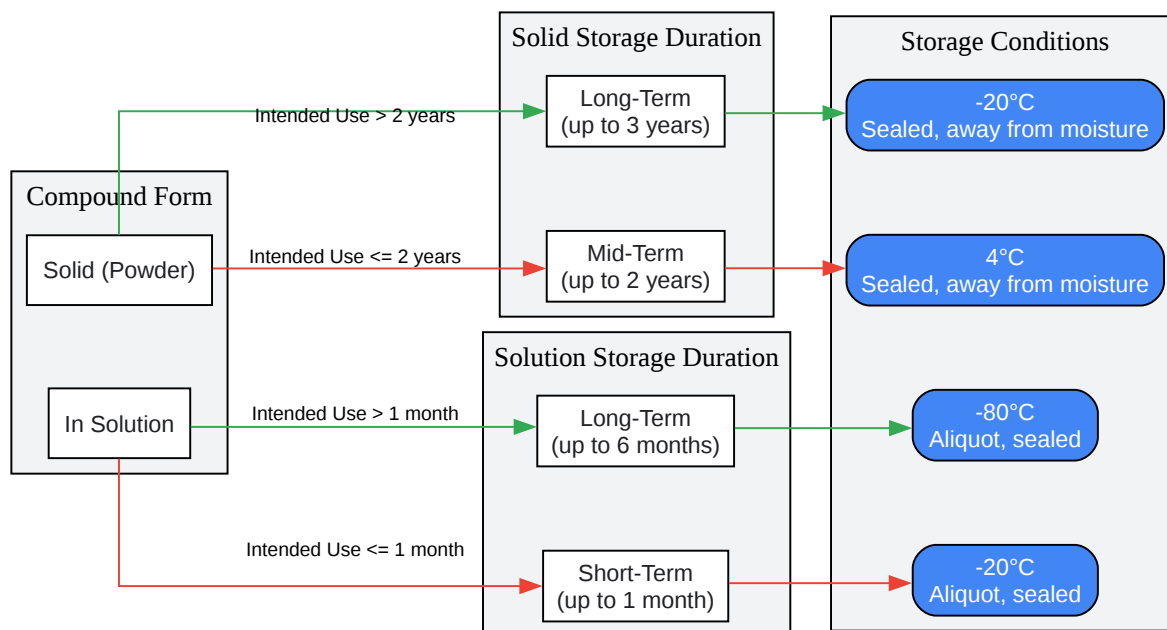 Solid Storage Duration
Storage Conditions
Long-Term
(up to 3 years)
-20°C
Sealed, away from moisture
Intended Use > 2 years
Compound Form
Solid (Powder)
Intended Use <= 2 years
Mid-Term
(up to 2 years)
4°C
Sealed, away from moisture
Solution Storage Duration
In Solution
Intended Use > 1 month
Long-Term
(up to 6 months)
-80°C
Aliquot, sealed
Intended Use <= 1 month
Short-Term
(up to 1 month)
-20°C
Aliquot, sealed